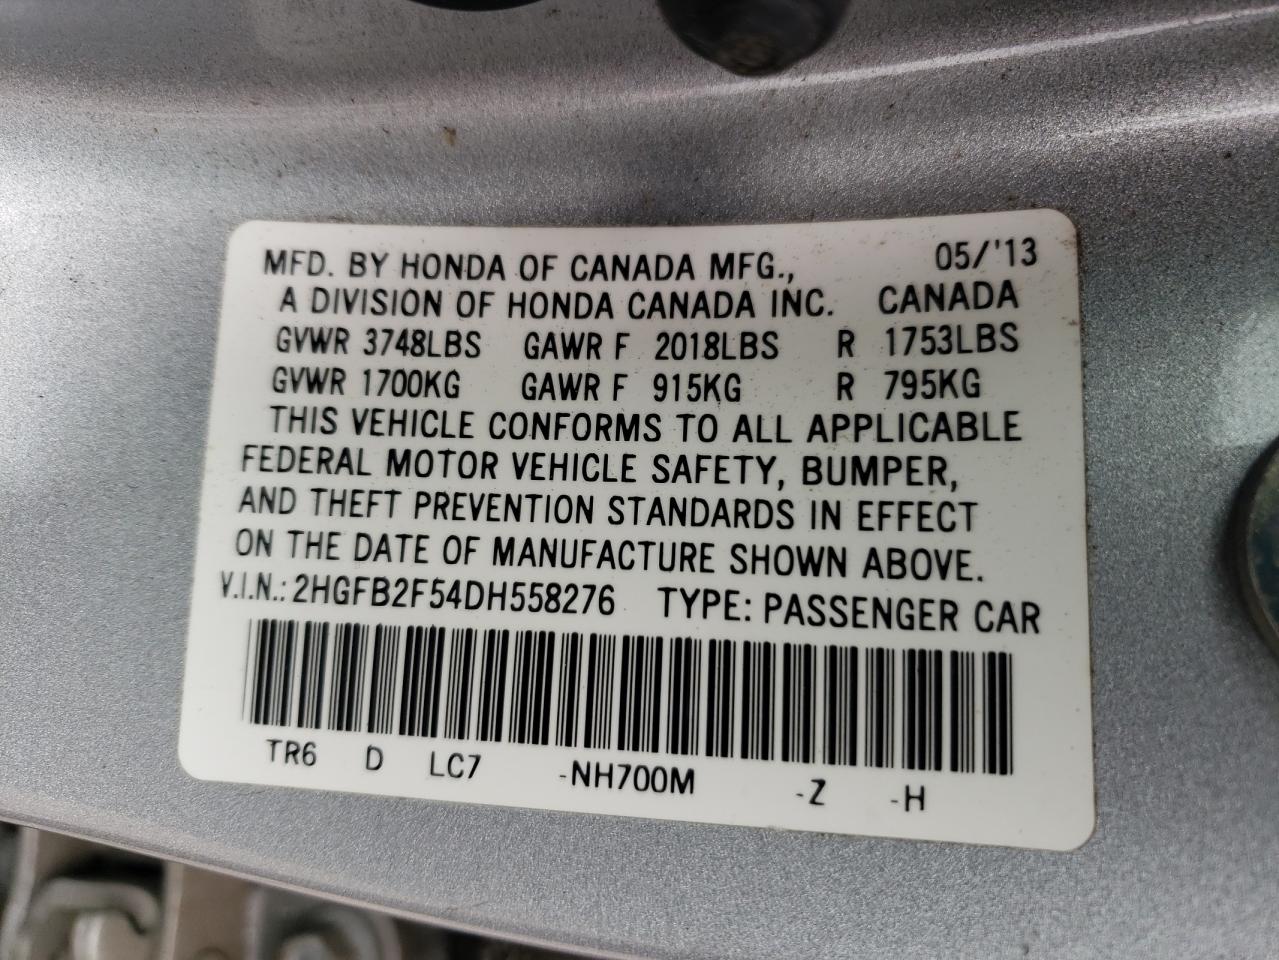 MFD. BY HONDA OF CANADA MFG., 05/'13
A DIVISION OF HONDA CANADA INC. CANADA
GVWR 3748LBS GAWR F 2018LBS R 1753LBS
GVWR 1700KG GAWR F 915KG R 795KG
THIS VEHICLE CONFORMS TO ALL APPLICABLE
FEDERAL MOTOR VEHICLE SAFETY, BUMPER,
AND THEFT PREVENTION STANDARDS IN EFFECT
ON THE DATE OF MANUFACTURE SHOWN ABOVE.
V.I.N.: 2HGFB2F54DH558276 TYPE: PASSENGER CAR
TR6 D LC7 -NH700M -Z -H